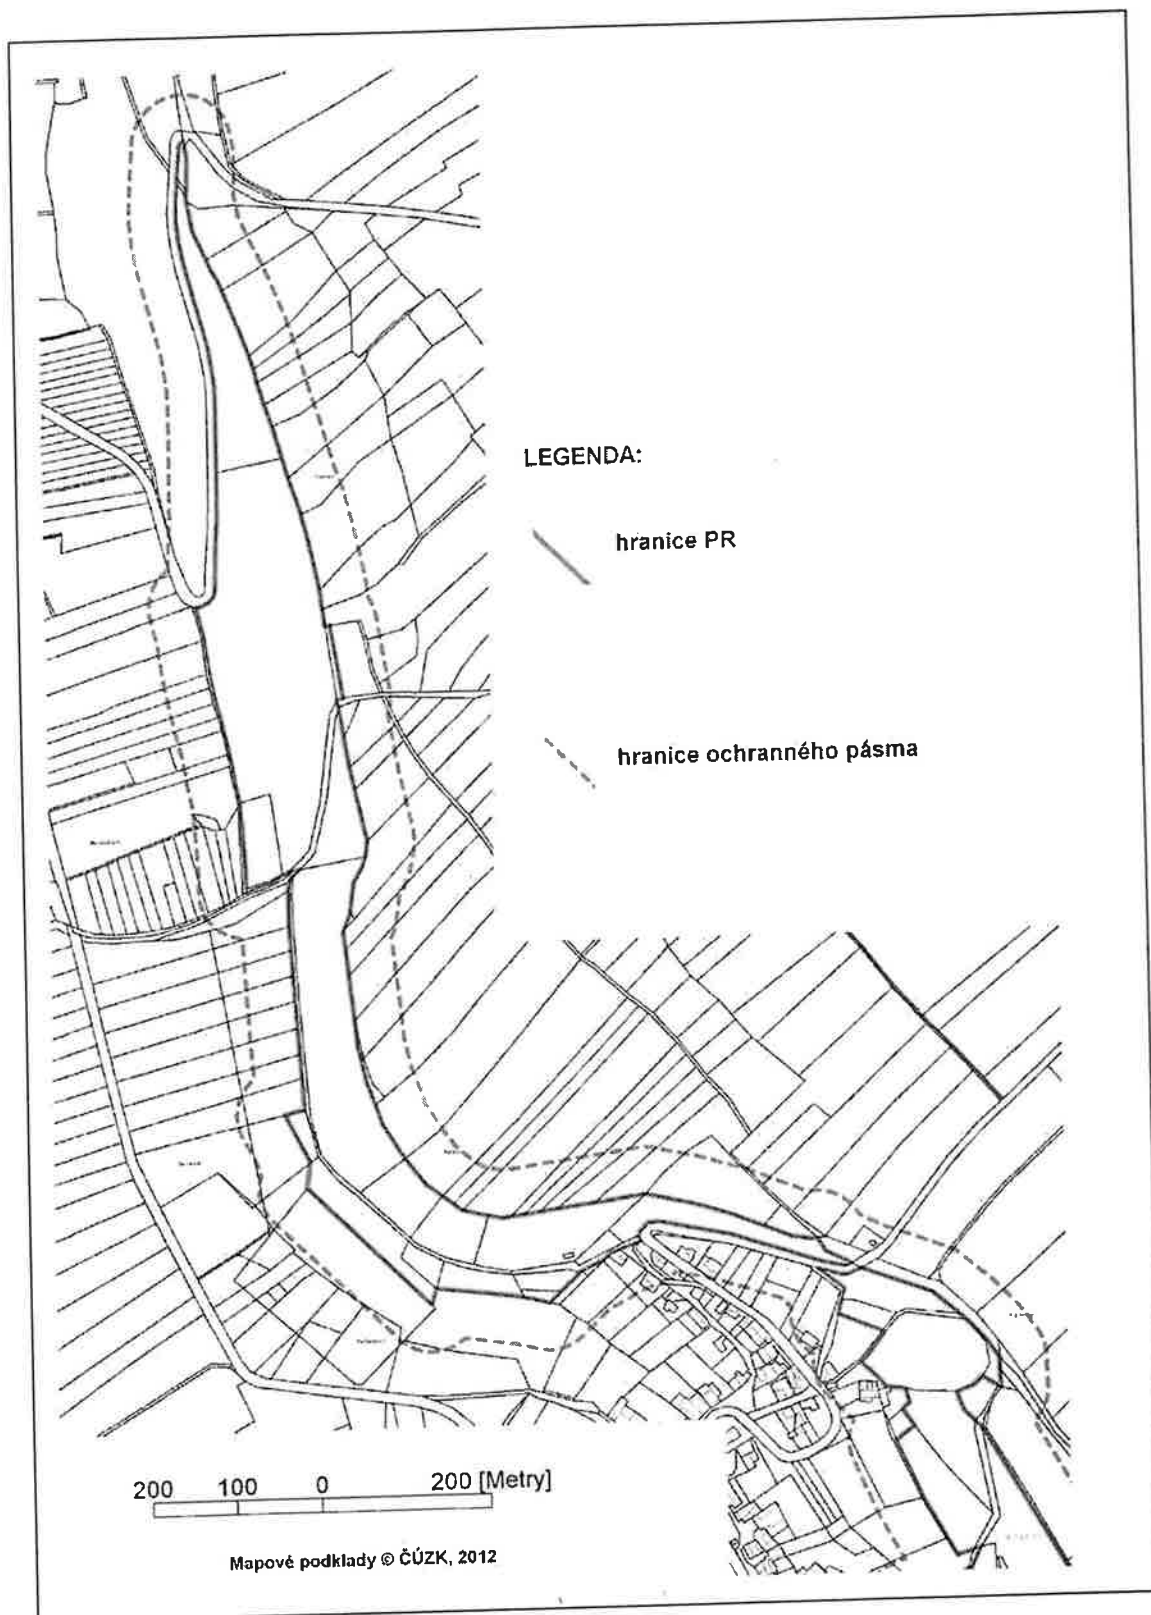 LEGENDA:
hranice PR
hranice ochranného pásma
200 100 0 200 [Metry]
Mapové podklady © ČÚZK, 2012